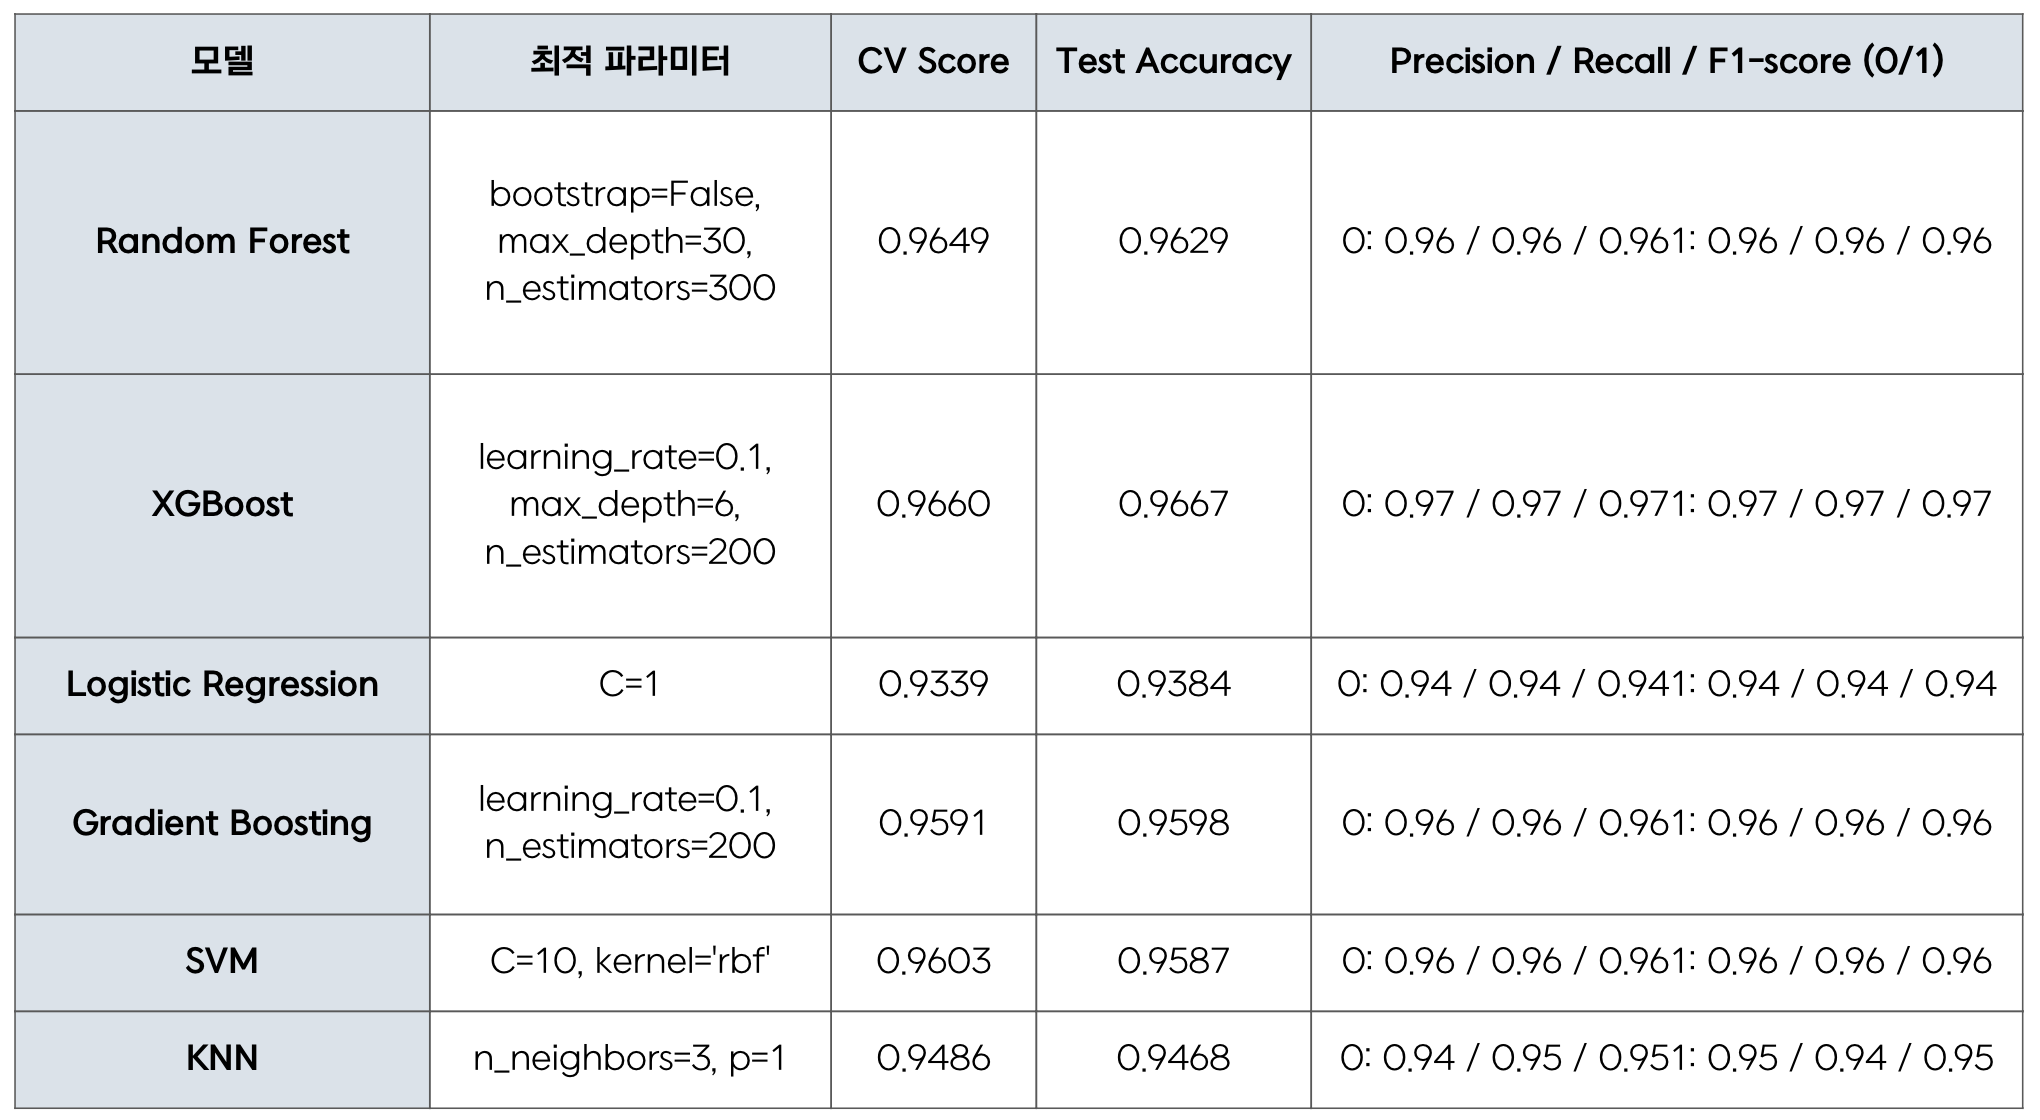 모델 최적 파라미터 CV Score Test Accuracy Precision / Recall / F1-score (0/1)
bootstrap=False,
max_depth=30,
n_estimators=300
Random Forest 0.9649 0.9629 0: 0.96 / 0.96 / 0.961: 0.96 / 0.96 / 0.96
learning_rate=0.1,
max_depth=6,
n_estimators=200
XGBoost 0.9660 0.9667 0: 0.97 / 0.97 / 0.971: 0.97 / 0.97 / 0.97
Logistic Regression C=1 0.9339 0.9384 0: 0.94 / 0.94 / 0.941: 0.94 / 0.94 / 0.94
learning_rate=0.1,
n_estimators=200
Gradient Boosting 0.9591 0.9598 0: 0.96 / 0.96 / 0.961: 0.96 / 0.96 / 0.96
SVM C=10, kernel='rbf' 0.9603 0.9587 0: 0.96 / 0.96 / 0.961: 0.96 / 0.96 / 0.96
KNN n_neighbors=3, p=1 0.9486 0.9468 0: 0.94 / 0.95 / 0.951: 0.95 / 0.94 / 0.95